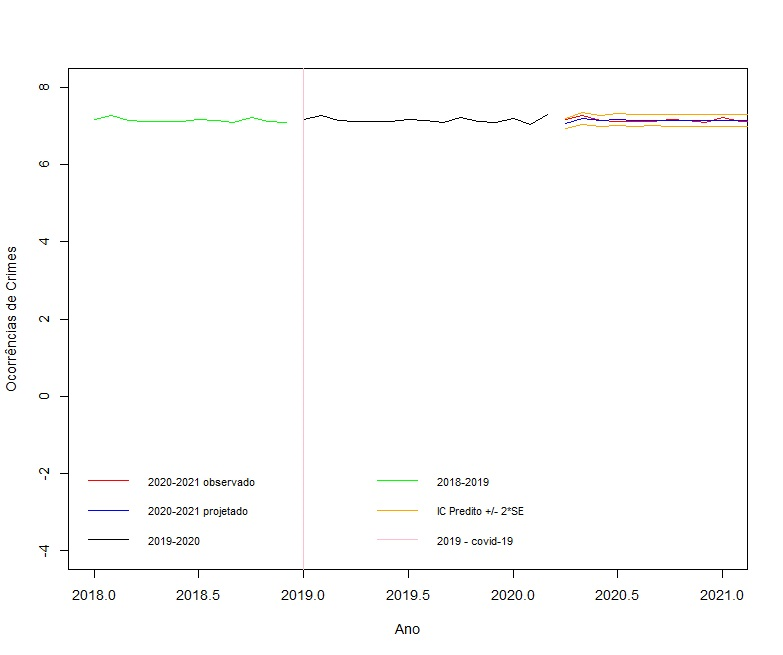 8
6
4
2
0
-2
-4
Ocorrências de Crimes
2020-2021 observado
2018-2019
2020-2021 projetado
IC Predito +/- 2*SE
2019-2020
2019 - covid-19
2018.0 2018.5 2019.0 2019.5 2020.0 2020.5 2021.0
Ano